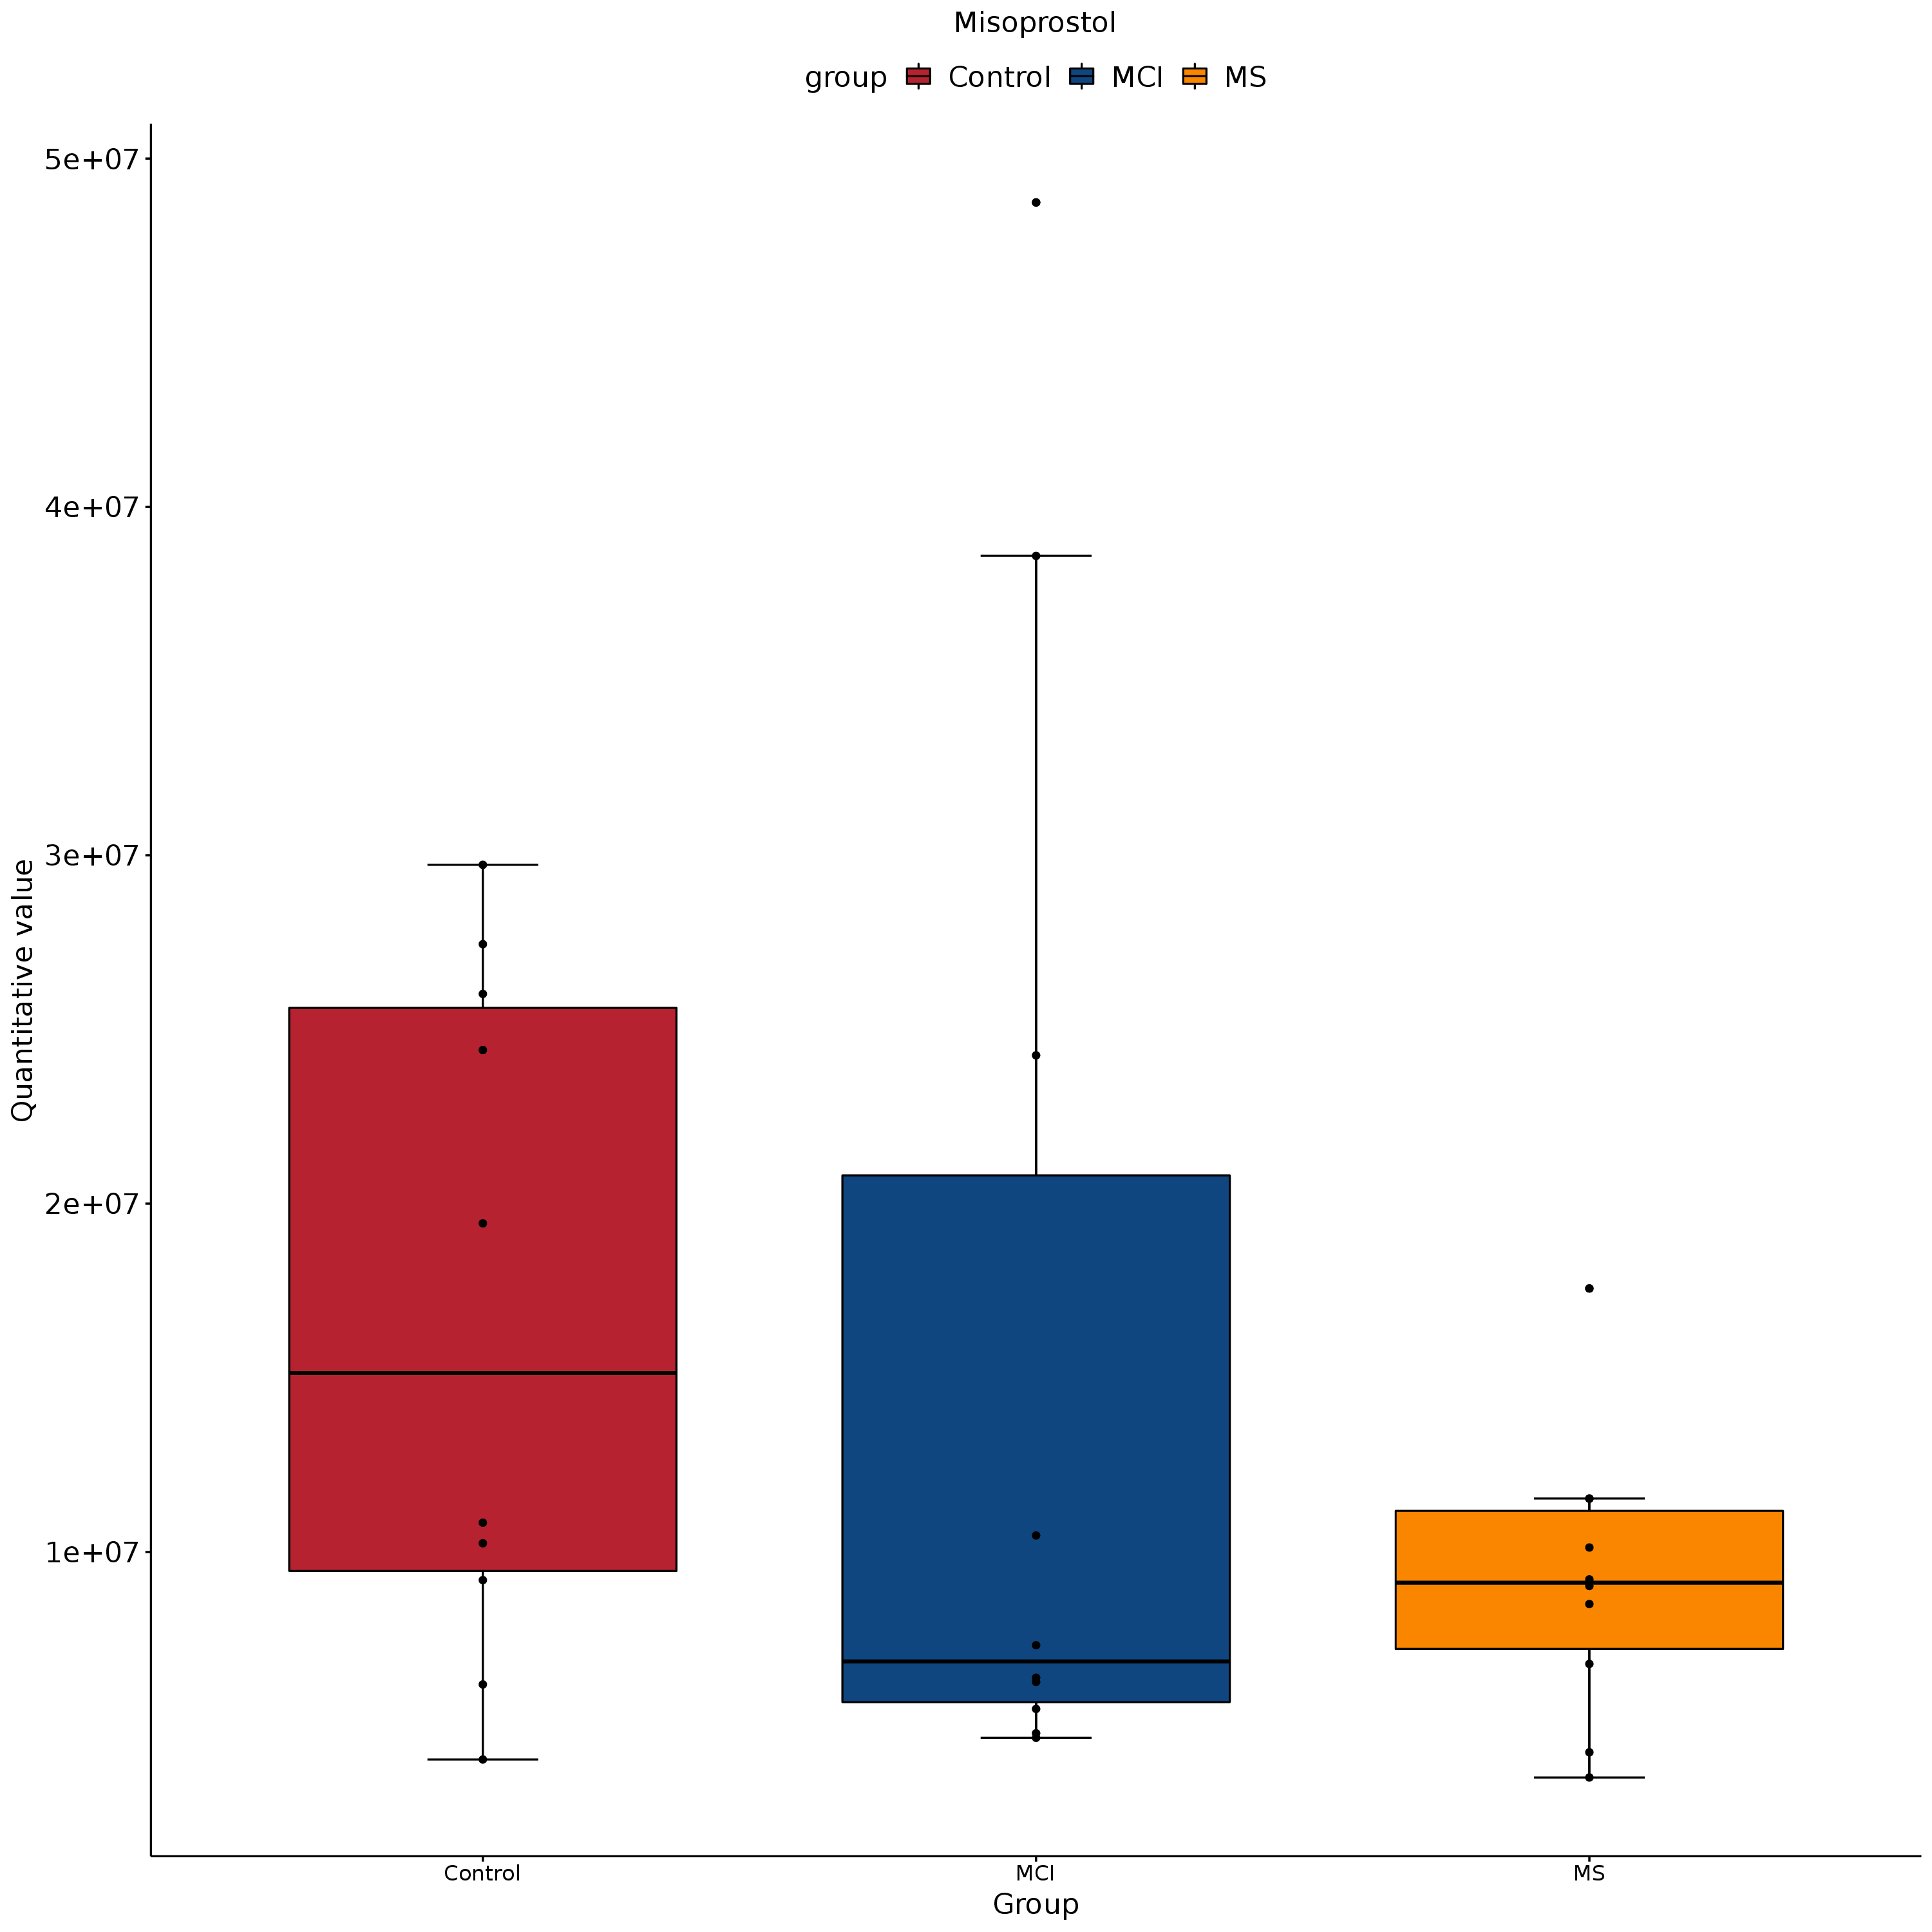 Misoprostol
group Control MCI MS
5e+07
4e+07
3e+07
2e+07
1e+07
Quantitative value
Control MCI MS
Group